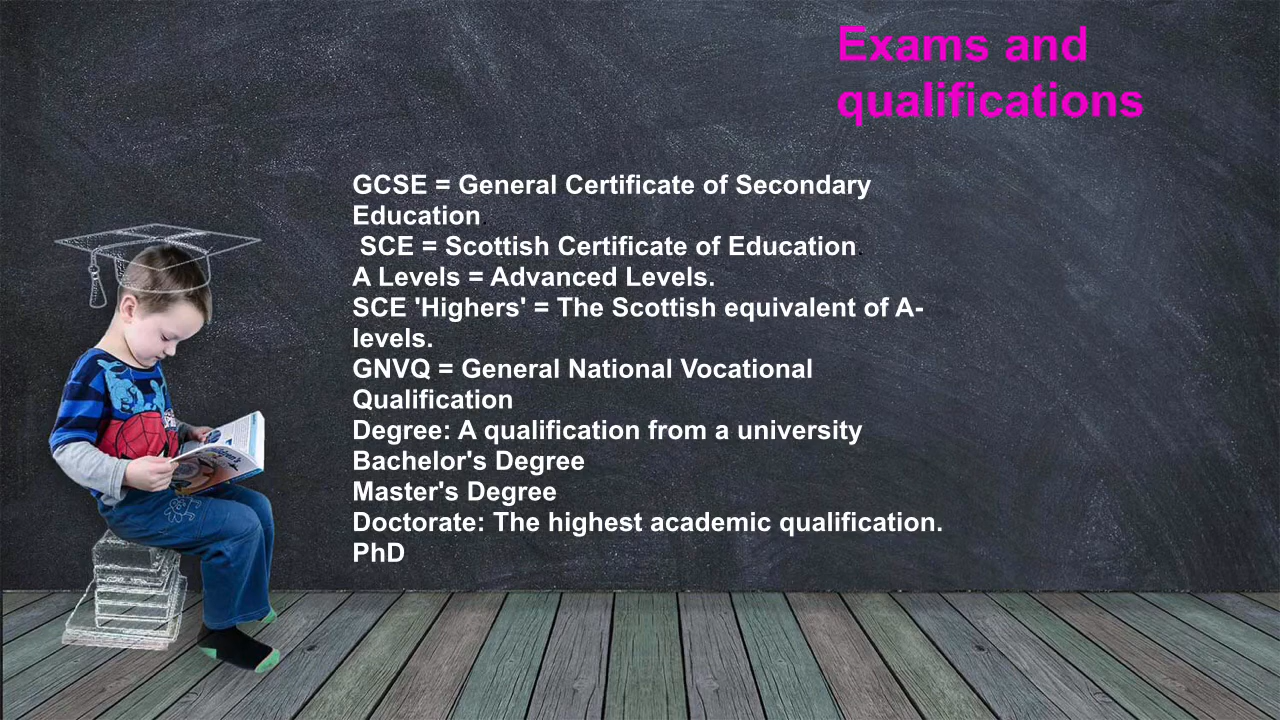 Exams and
qualifications
GCSE = General Certificate of Secondary
Education
SCE = Scottish Certificate of Education.
A Levels = Advanced Levels.
SCE 'Highers' = The Scottish equivalent of A-
levels.
GNVQ = General National Vocational
Qualification
Degree: A qualification from a university
Bachelor's Degree
Master's Degree
Doctorate: The highest academic qualification.
PhD